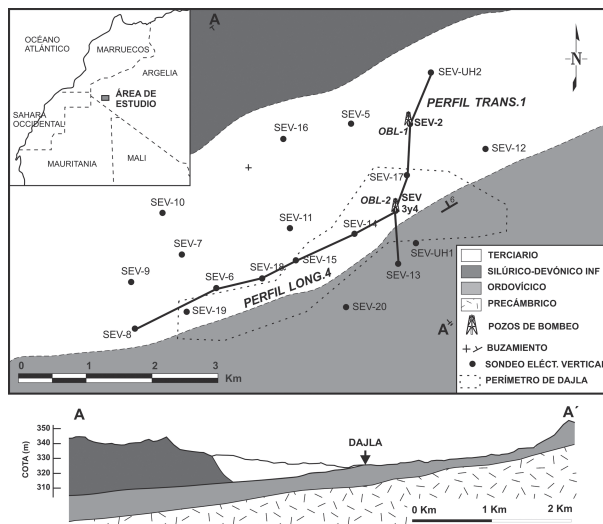 OCÉANO
ATLÁNTICO
MARRUECOS
ARGELIA
ÁREA DE
ESTUDIO
SAHARA
OCCIDENTAL
MAURITANIA
MALI
A
N
SEV-UH2
PERFIL TRANS.1
SEV-5
SEV-2
OBL-1
SEV-16
SEV-12
SEV-17
OBL-2
SEV
3y4
6
SEV-10
SEV-11
SEV-14
SEV-UH1
SEV-7
SEV-15
SEV-13
SEV-9
SEV-6
SEV-18
PERFIL LONG.4
SEV-19
SEV-20
SEV-8
A´
TERCIARIO
SILÚRICO-DEVÓNICO INF
ORDOVÍCICO
PRECÁMBRICO
POZOS DE BOMBEO
BUZAMIENTO
SONDEO ELÉCT. VERTICAL
PERÍMETRO DE DAJLA
0 1 2 3
Km
A
A´
COTA (m)
350
340
330
320
310
DAJLA
0 Km 1 Km 2 Km